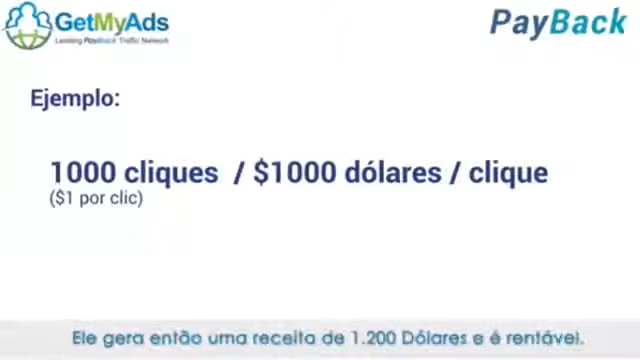 GetMyAds
Leading PayBack Traffic Network
PayBack
Ejemplo:
1000 cliques / $1000 dólares / clique
($1 por clic)
Ele gera então uma receita de 1.200 Dólares e é rentável.